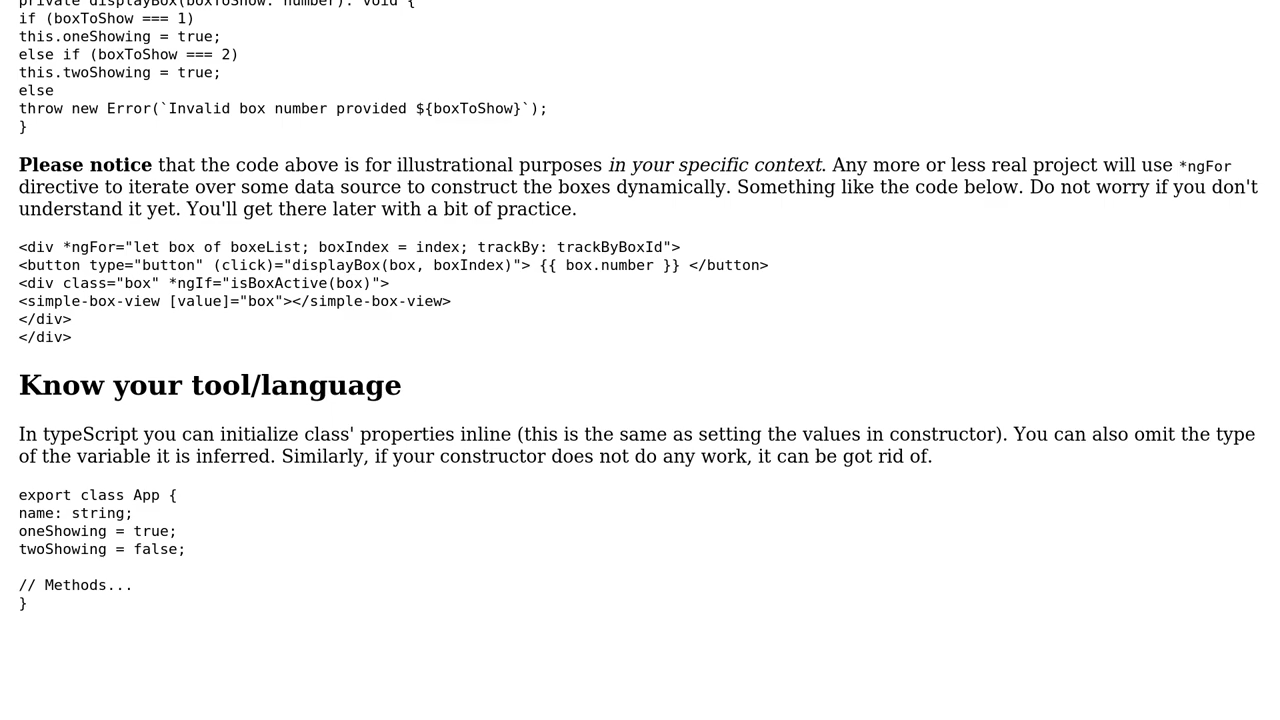 private displayBox(boxToShow: number): void {
if (boxToShow === 1)
this.oneShowing = true;
else if (boxToShow === 2)
this.twoShowing = true;
else
throw new Error(`Invalid box number provided ${boxToShow}`);
}
Please notice that the code above is for illustrational purposes in your specific context. Any more or less real project will use *ngFor
directive to iterate over some data source to construct the boxes dynamically. Something like the code below. Do not worry if you don't
understand it yet. You'll get there later with a bit of practice.
<div *ngFor="let box of boxeList; boxIndex = index; trackBy: trackByBoxId">
<button type="button" (click)="displayBox(box, boxIndex)"> {{ box.number }} </button>
<div class="box" *ngIf="isBoxActive(box)">
<simple-box-view [value]="box"></simple-box-view>
</div>
</div>
Know your tool/language
In typeScript you can initialize class' properties inline (this is the same as setting the values in constructor). You can also omit the type
of the variable it is inferred. Similarly, if your constructor does not do any work, it can be got rid of.
export class App {
name: string;
oneShowing = true;
twoShowing = false;
// Methods...
}